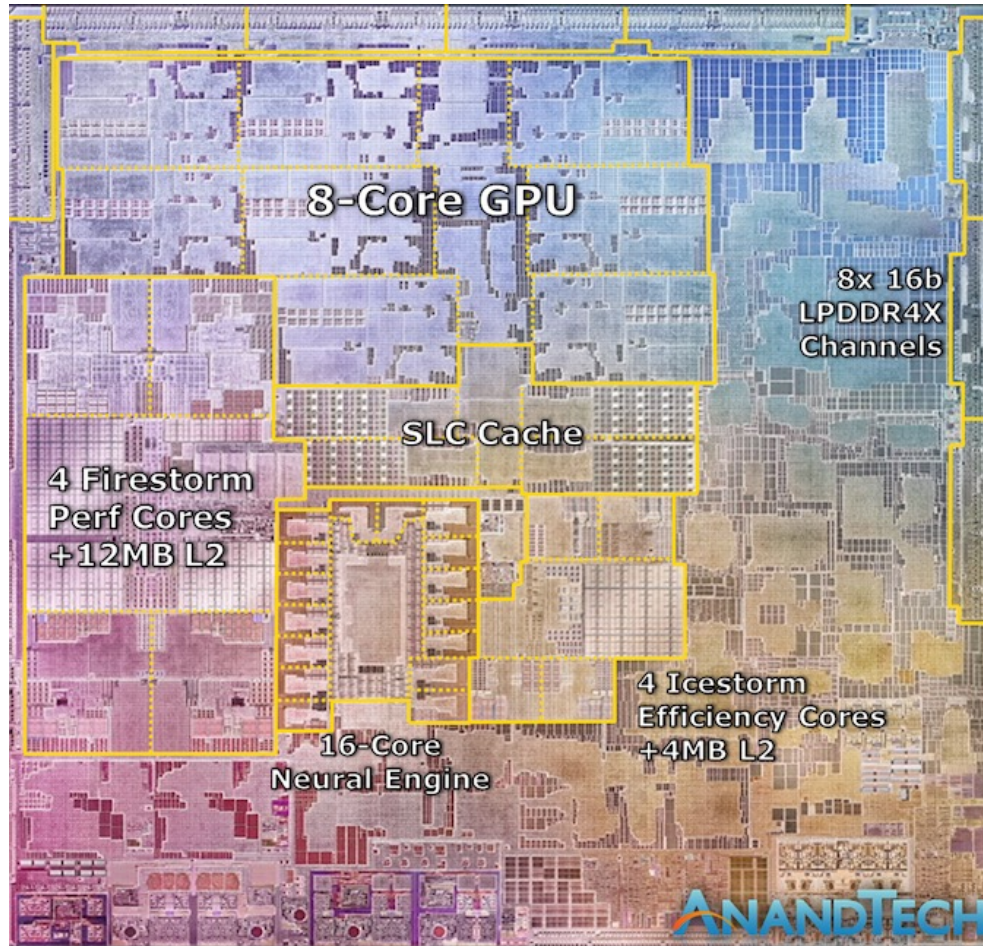 8-Core GPU
8x 16b
LPDDR4X
Channels
SLC Cache
4 Firestorm
Perf Cores
+12MB L2
4 Icestorm
Efficiency Cores
+4MB L2
16-Core
Neural Engine
ANANDTECH